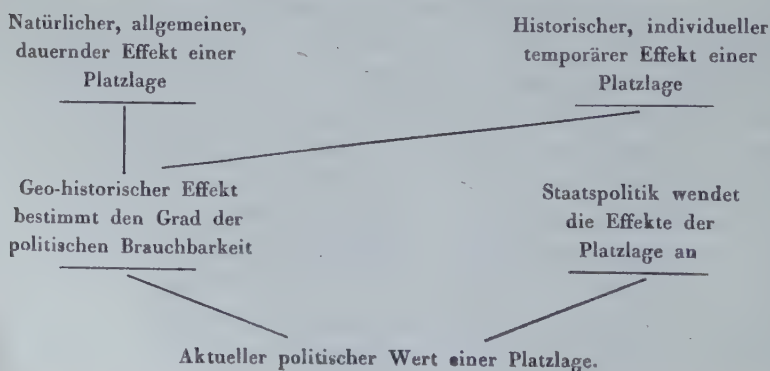 Natürlicher, allgemeiner,
dauernder Effekt einer
Platzlage
Historischer, individueller
temporärer Effekt einer
Platzlage
Geo-historischer Effekt
bestimmt den Grad der
politischen Brauchbarkeit
Staatspolitik wendet
die Effekte der
Platzlage an
Aktueller politischer Wert einer Platzlage.